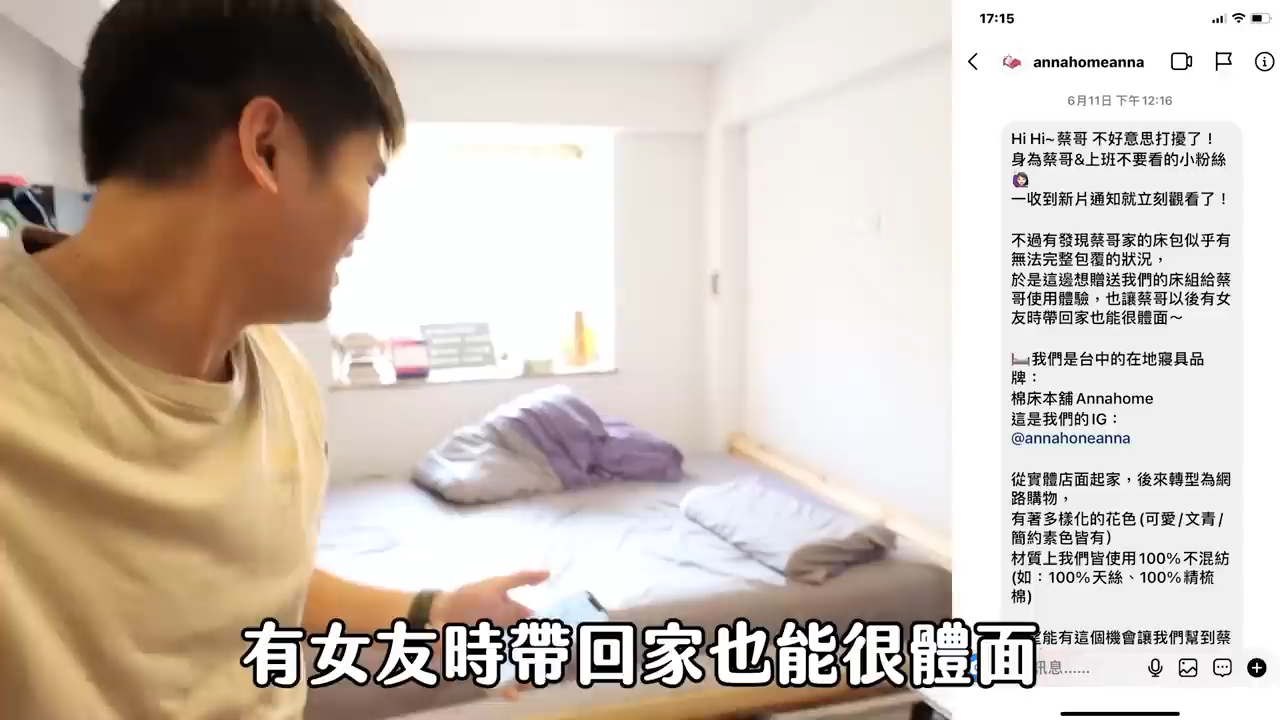 17:15
annahomeanna
6月11日 下午12:16
Hi Hi~ 蔡哥 不好意思打擾了！
身為蔡哥&上班不要看的小粉絲
🙋🏻‍♀️
一收到新片通知就立刻觀看了！
不過有發現蔡哥家的床包似乎有
無法完整包覆的狀況，
於是這邊想贈送我們的床組給蔡
哥使用體驗，也讓蔡哥以後有女
友時帶回家也能很體面～
🛏️我們是台中的在地寢具品
牌：
棉床本舖Annahome
這是我們的IG：
@annahoneanna
從實體店面起家，後來轉型為網
路購物，
有著多樣化的花色(可愛/文青/
簡約素色皆有)
材質上我們皆使用100%不混紡
(如：100%天絲、100%精梳
棉)
能有這個機會讓我們幫到蔡
訊息......
有女友時帶回家也能很體面